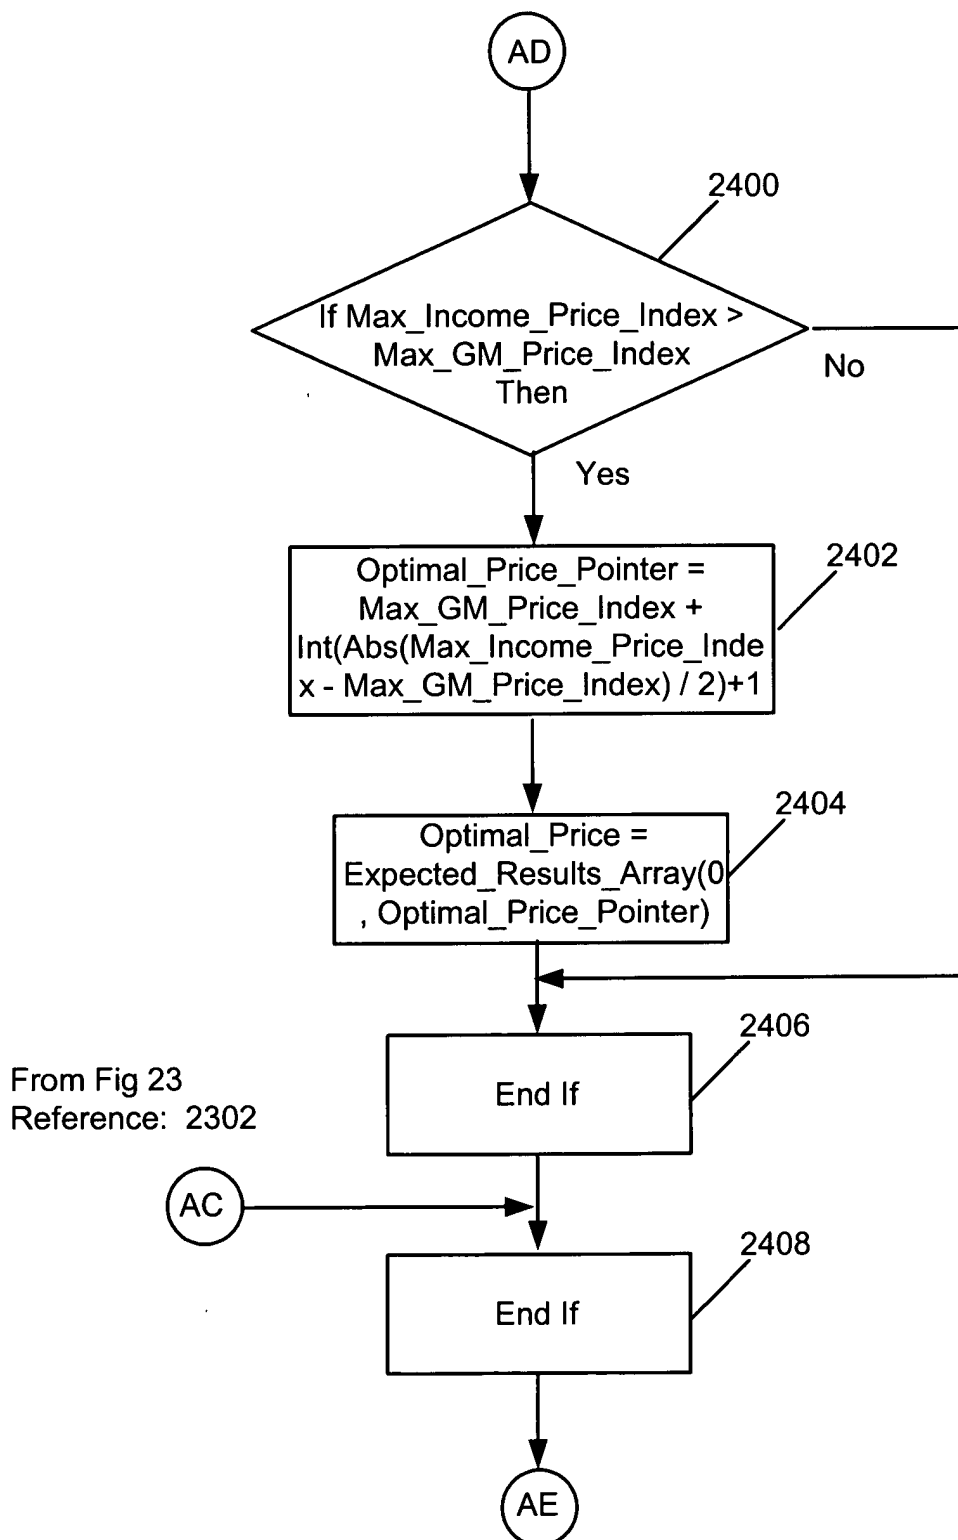 AD
2400
If Max_Income_Price_Index >
Max_GM_Price_Index
Then
No
Yes
2402
Optimal_Price_Pointer =
Max_GM_Price_Index +
Int(Abs(Max_Income_Price_Inde
x - Max_GM_Price_Index) / 2)+1
2404
Optimal_Price =
Expected_Results_Array(0
, Optimal_Price_Pointer)
2406
End If
From Fig 23
Reference: 2302
AC
2408
End If
AE